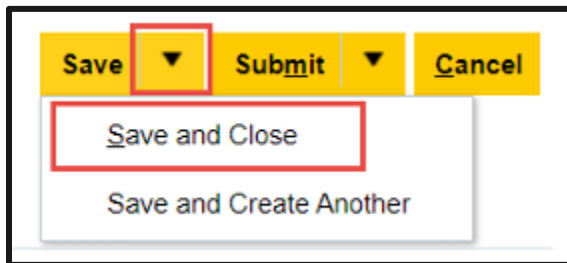 Save Submit Cancel
Save and Close
Save and Create Another